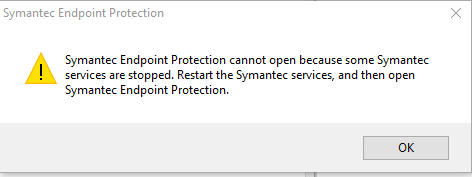 Symantec Endpoint Protection
Symantec Endpoint Protection cannot open because some Symantec
services are stopped. Restart the Symantec services, and then open
Symantec Endpoint Protection.
OK